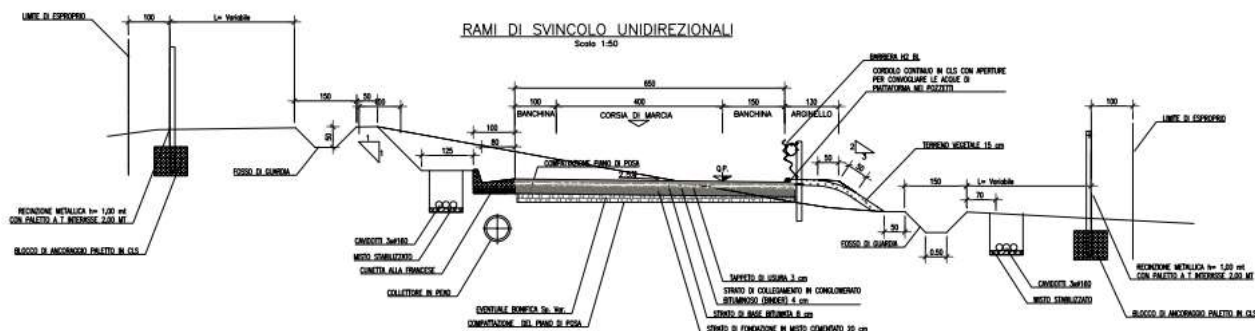 LIMITE DI ESPROPRIO
100
L= Variabile
RAMI DI SVINCOLO UNIDIREZIONALI
Scala 1:50
BARRIERA H2 BL
CORDOLO CONTINUO IN CLS CON APERTURE
PER CONVOGLIARE LE ACQUE DI
PIATTAFORMA NEI POZZETTI
650
100
400
150
130
BANCHINA
CORSIA DI MARCIA
BANCHINA
ARGINELLO
100
LIMITE DI ESPROPRIO
150
50
50
1
1
100
80
125
COMPATTAZIONE PIANO DI POSA
Q.P.
50
50
2
3
TERRENO VEGETALE 15 cm
150
L= Variabile
70
50
0.50
FOSSO DI GUARDIA
FOSSO DI GUARDIA
RECINZIONE METALLICA h= 1,00 mt
CON PALETTO A T INTERASSE 2,00 MT
BLOCCO DI ANCORAGGIO PALETTO IN CLS
CAVIDOTTI 3ø160
MISTO STABILIZZATO
CUNETTA ALLA FRANCESE
COLLETTORE IN PEAD
EVENTUALE BONIFICA Sp. Var.
COMPATTAZIONE DEL PIANO DI POSA
TAPPETO DI USURA 3 cm
STRATO DI COLLEGAMENTO IN CONGLOMERATO
BITUMINOSO (BINDER) 4 cm
STRATO DI BASE BITUMATA 8 cm
STRATO DI FONDAZIONE IN MISTO CEMENTATO 20 cm
RECINZIONE METALLICA h= 1,00 mt
CON PALETTO A T INTERASSE 2,00 MT
CAVIDOTTI 3ø160
MISTO STABILIZZATO
BLOCCO DI ANCORAGGIO PALETTO IN CLS